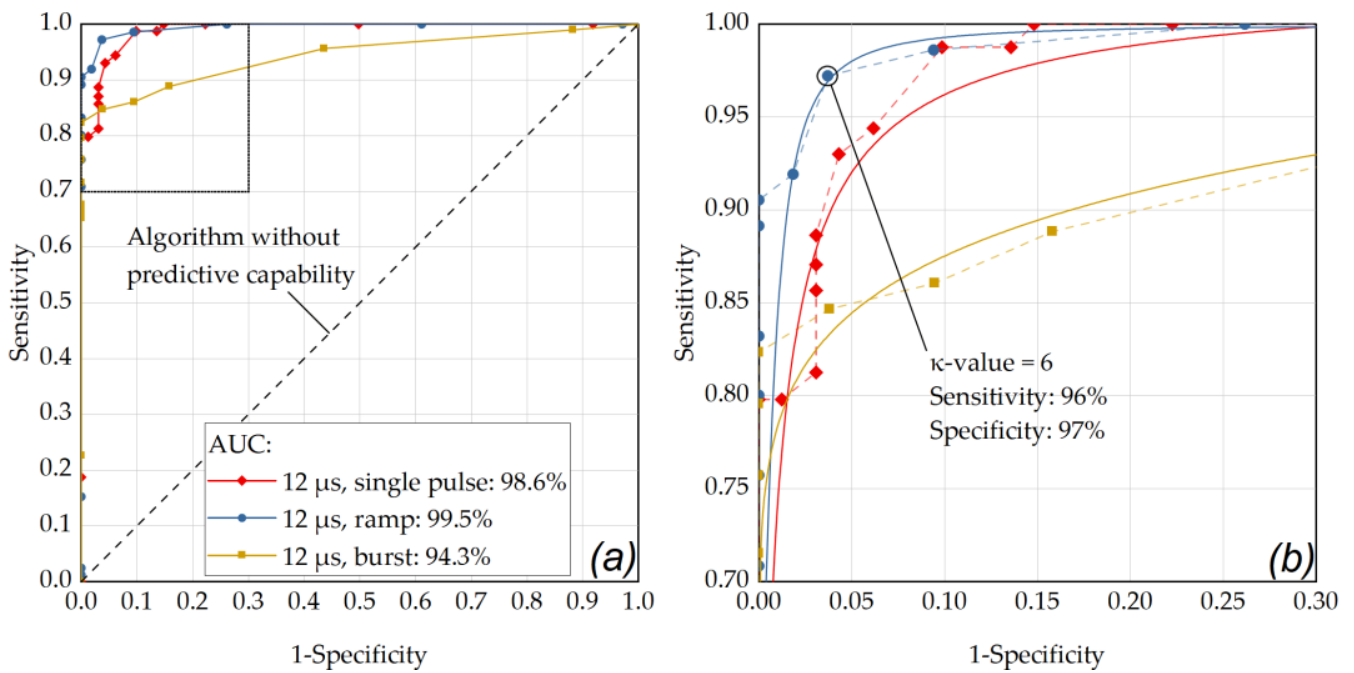 1.0
0.9
0.8
0.7
0.6
0.5
0.4
0.3
0.2
0.1
0.0
Sensitivity
Algorithm without
predictive capability
AUC:
12 μs, single pulse: 98.6%
12 μs, ramp: 99.5%
12 μs, burst: 94.3%
(a)
0.0 0.1 0.2 0.3 0.4 0.5 0.6 0.7 0.8 0.9 1.0
1-Specificity
1.00
0.95
0.90
0.85
0.80
0.75
0.70
Sensitivity
κ-value = 6
Sensitivity: 96%
Specificity: 97%
(b)
0.00 0.05 0.10 0.15 0.20 0.25 0.30
1-Specificity